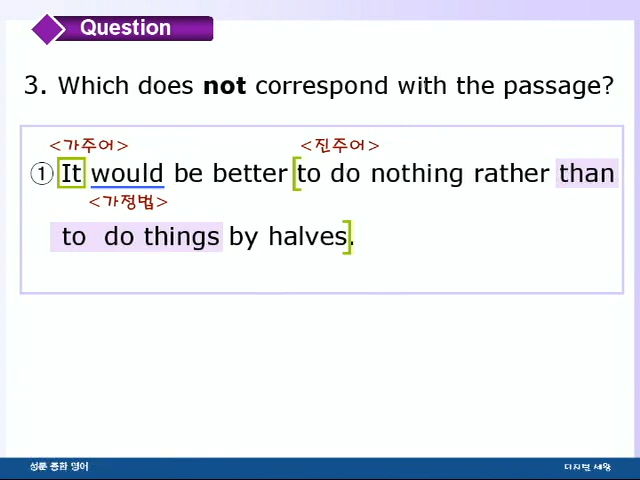 Question
3. Which does not correspond with the passage?
<가주어> <진주어>
① It would be better [to do nothing rather than
<가정법>
to do things by halves].
성문 종합 영어
디지털 세왕